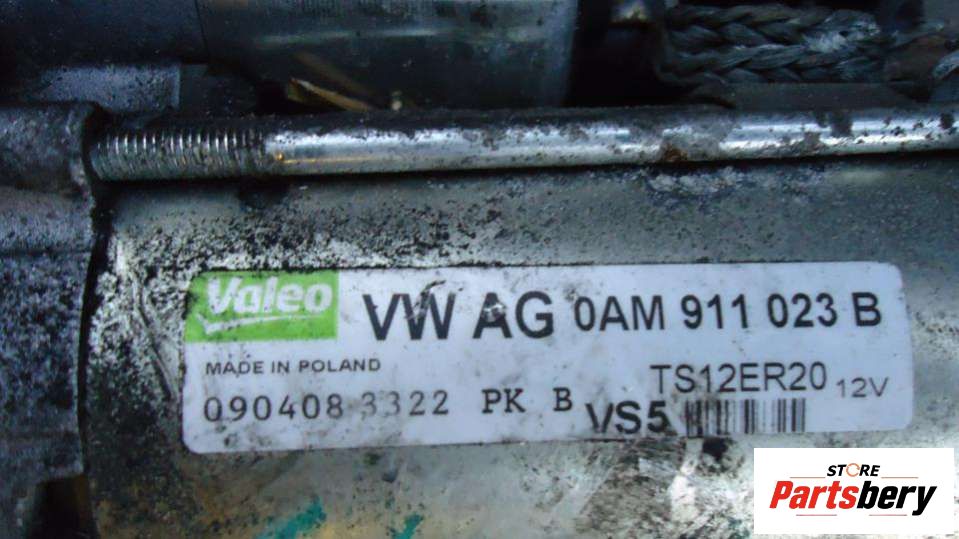 Valeo VW AG 0AM 911 023 B
MADE IN POLAND
TS12ER20 12V
090408 3322 PK B VS5
STORE
Partsbery